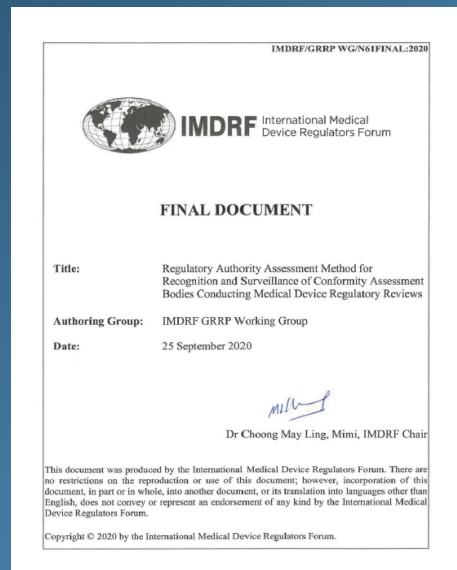 IMDRF/GRRP WG/N61FINAL:2020
IMDRF International Medical
Device Regulators Forum
FINAL DOCUMENT
Title: Regulatory Authority Assessment Method for
Recognition and Surveillance of Conformity Assessment
Bodies Conducting Medical Device Regulatory Reviews
Authoring Group: IMDRF GRRP Working Group
Date: 25 September 2020
Dr Choong May Ling, Mimi, IMDRF Chair
This document was produced by the International Medical Device Regulators Forum. There are
no restrictions on the reproduction or use of this document; however, incorporation of this
document, in part or in whole, into another document, or its translation into languages other than
English, does not convey or represent an endorsement of any kind by the International Medical
Device Regulators Forum.
Copyright © 2020 by the International Medical Device Regulators Forum.